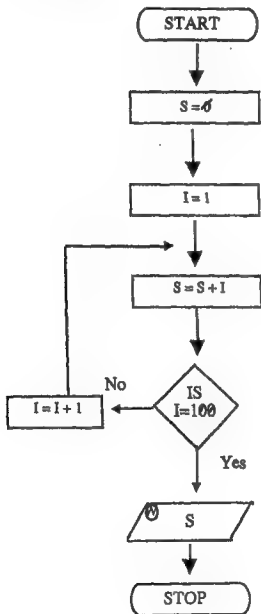 START
S = 0
I = 1
S = S + I
IS
I=100
No
I = I + 1
Yes
W
S
STOP